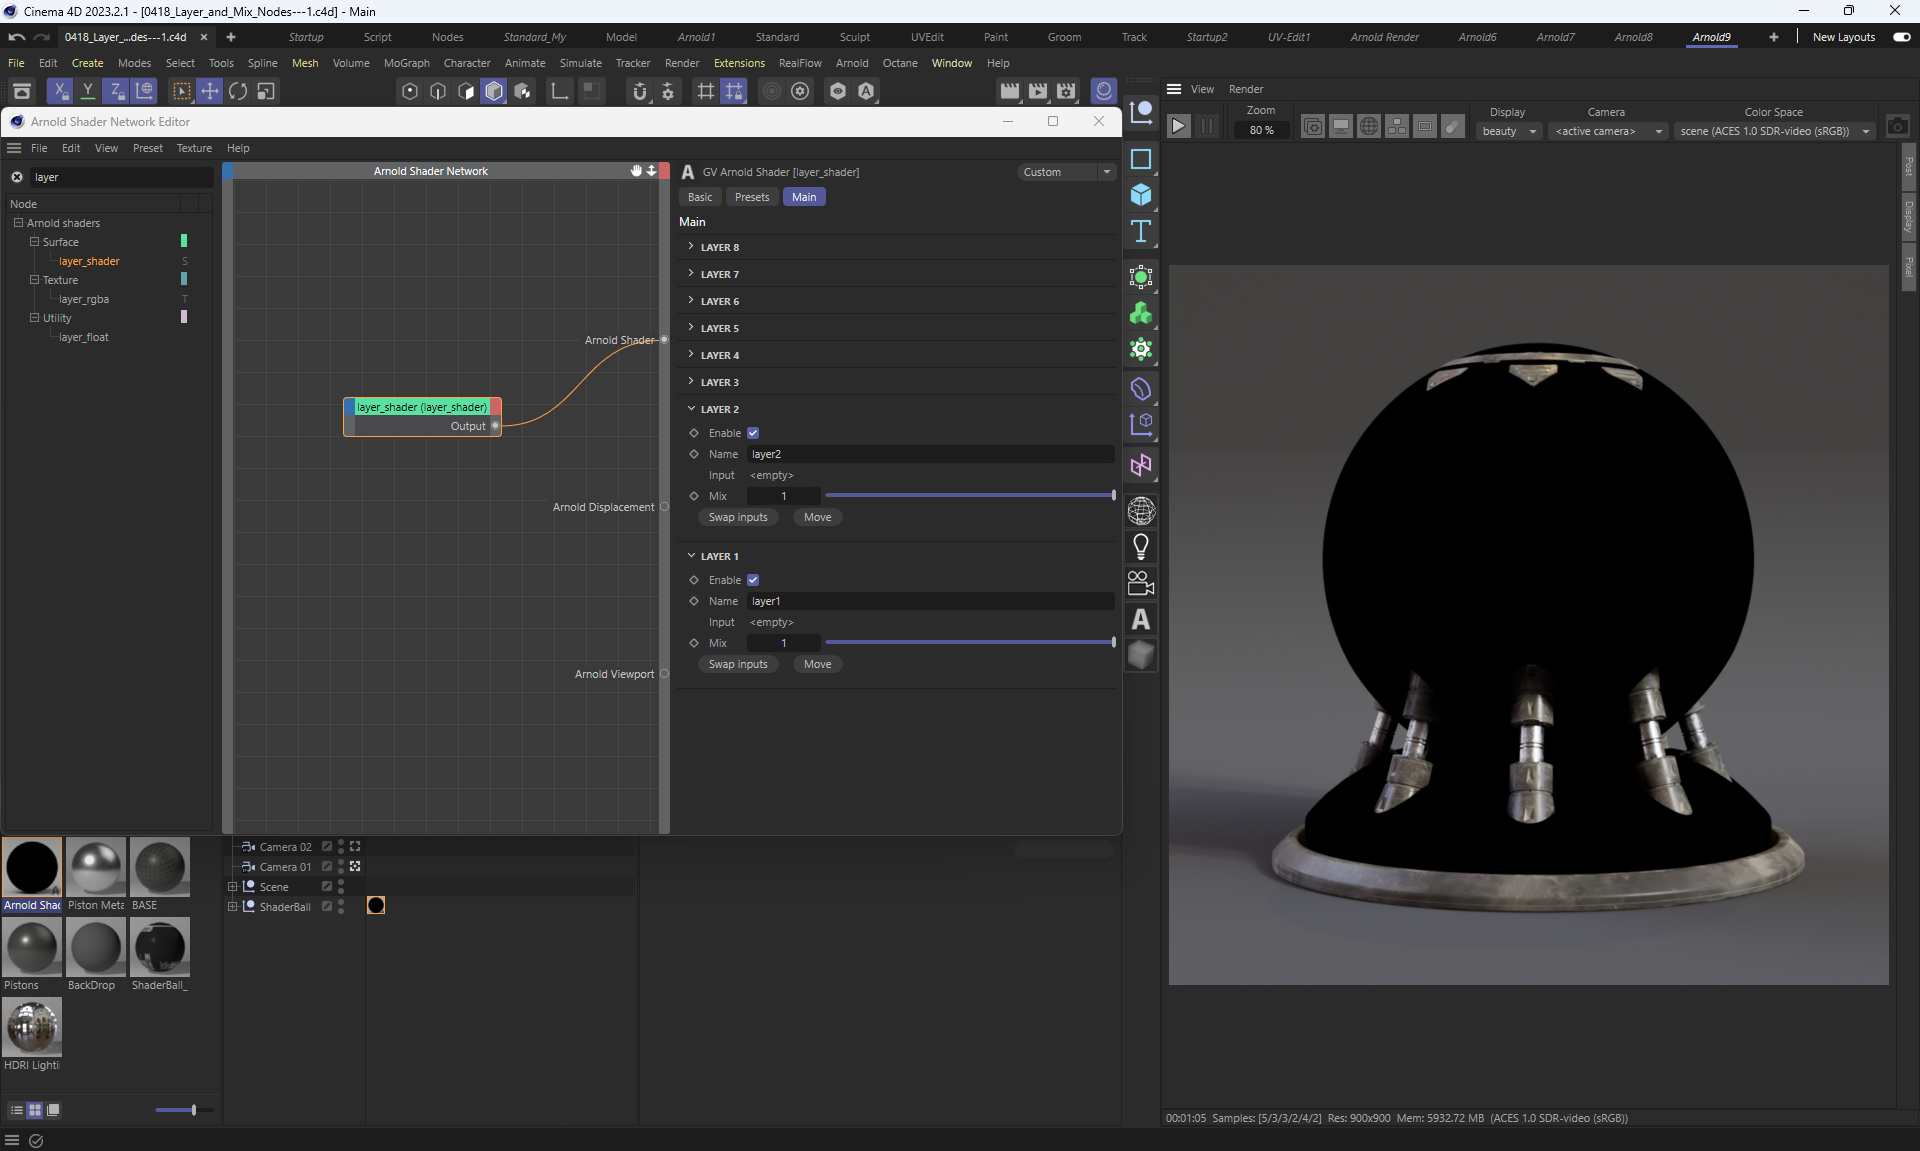 Cinema 4D 2023.2.1 - [0418_Layer_and_Mix_Nodes---1.c4d] - Main
0418_Layer_...des---1.c4d
Startup
Script
Nodes
Standard_My
Model
Arnold1
Standard
Sculpt
UVEdit
Paint
Groom
Track
Startup2
UV-Edit1
Arnold Render
Arnold6
Arnold7
Arnold8
Arnold9
New Layouts
File Edit Create Modes Select Tools Spline Mesh Volume MoGraph Character Animate Simulate Tracker Render Extensions RealFlow Arnold Octane Window Help
X Y Z
Arnold Shader Network Editor
File Edit View Preset Texture Help
layer
Node
Arnold shaders
Surface
layer_shader S
Texture
layer_rgba T
Utility
layer_float
Arnold Shader Network
Arnold Shader
layer_shader (layer_shader)
Output
Arnold Displacement
Arnold Viewport
GV Arnold Shader [layer_shader]
Custom
Basic Presets Main
Main
LAYER 8
LAYER 7
LAYER 6
LAYER 5
LAYER 4
LAYER 3
LAYER 2
Enable
Name layer2
Input <empty>
Mix 1
Swap inputs Move
LAYER 1
Enable
Name layer1
Input <empty>
Mix 1
Swap inputs Move
View Render
Zoom
80 %
Display
beauty
Camera
<active camera>
Color Space
scene (ACES 1.0 SDR-video (sRGB))
Post
Display
Pixel
Arnold Shac
Piston Meta
BASE
Pistons
BackDrop
ShaderBall_
HDRI Lighti
Camera 02
Camera 01
Scene
ShaderBall
00:01:05 Samples: [5/3/3/2/4/2] Res: 900x900 Mem: 5932.72 MB (ACES 1.0 SDR-video (sRGB))